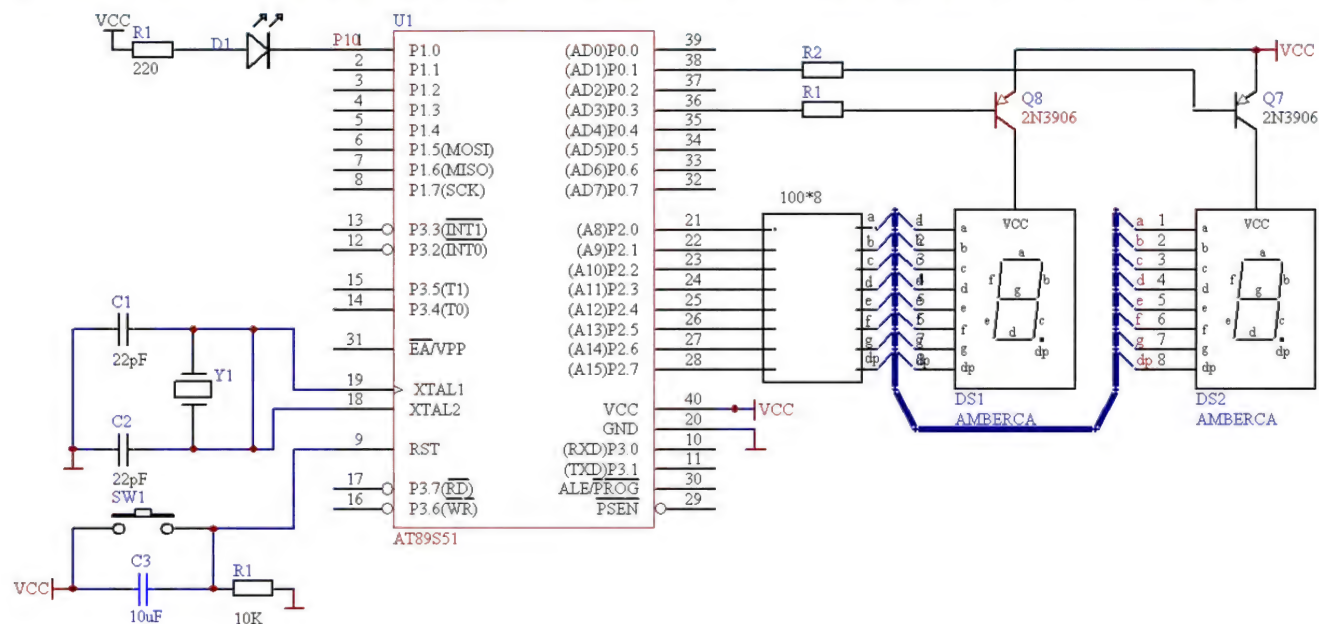 VCC
R1
220
D1
P10
U1
1 P1.0
2 P1.1
3 P1.2
4 P1.3
5 P1.4
6 P1.5(MOSI)
7 P1.6(MISO)
8 P1.7(SCK)
13 P3.3(INT1)
12 P3.2(INT0)
15 P3.5(T1)
14 P3.4(T0)
31 EA/VPP
19 XTAL1
18 XTAL2
9 RST
17 P3.7(RD)
16 P3.6(WR)
(AD0)P0.0 39
(AD1)P0.1 38
(AD2)P0.2 37
(AD3)P0.3 36
(AD4)P0.4 35
(AD5)P0.5 34
(AD6)P0.6 33
(AD7)P0.7 32
(A8)P2.0 21
(A9)P2.1 22
(A10)P2.2 23
(A11)P2.3 24
(A12)P2.4 25
(A13)P2.5 26
(A14)P2.6 27
(A15)P2.7 28
VCC 40
GND 20
(RXD)P3.0 10
(TXD)P3.1 11
ALE/PROG 30
PSEN 29
AT89S51
VCC
C1
22pF
Y1
C2
22pF
SW1
VCC
C3
10uF
R1
10K
R2
R1
Q8
2N3906
Q7
2N3906
VCC
100*8
a
b
c
d
e
f
g
dp
VCC
a
b
c
d
e
f
g
dp
a
f b
g
e c
d
dp
DS1
AMBERCA
a 1 a
b 2 b
c 3 c
d 4 d
e 5 e
f 6 f
g 7 g
dp 8 dp
VCC
a
f b
g
e c
d
dp
DS2
AMBERCA